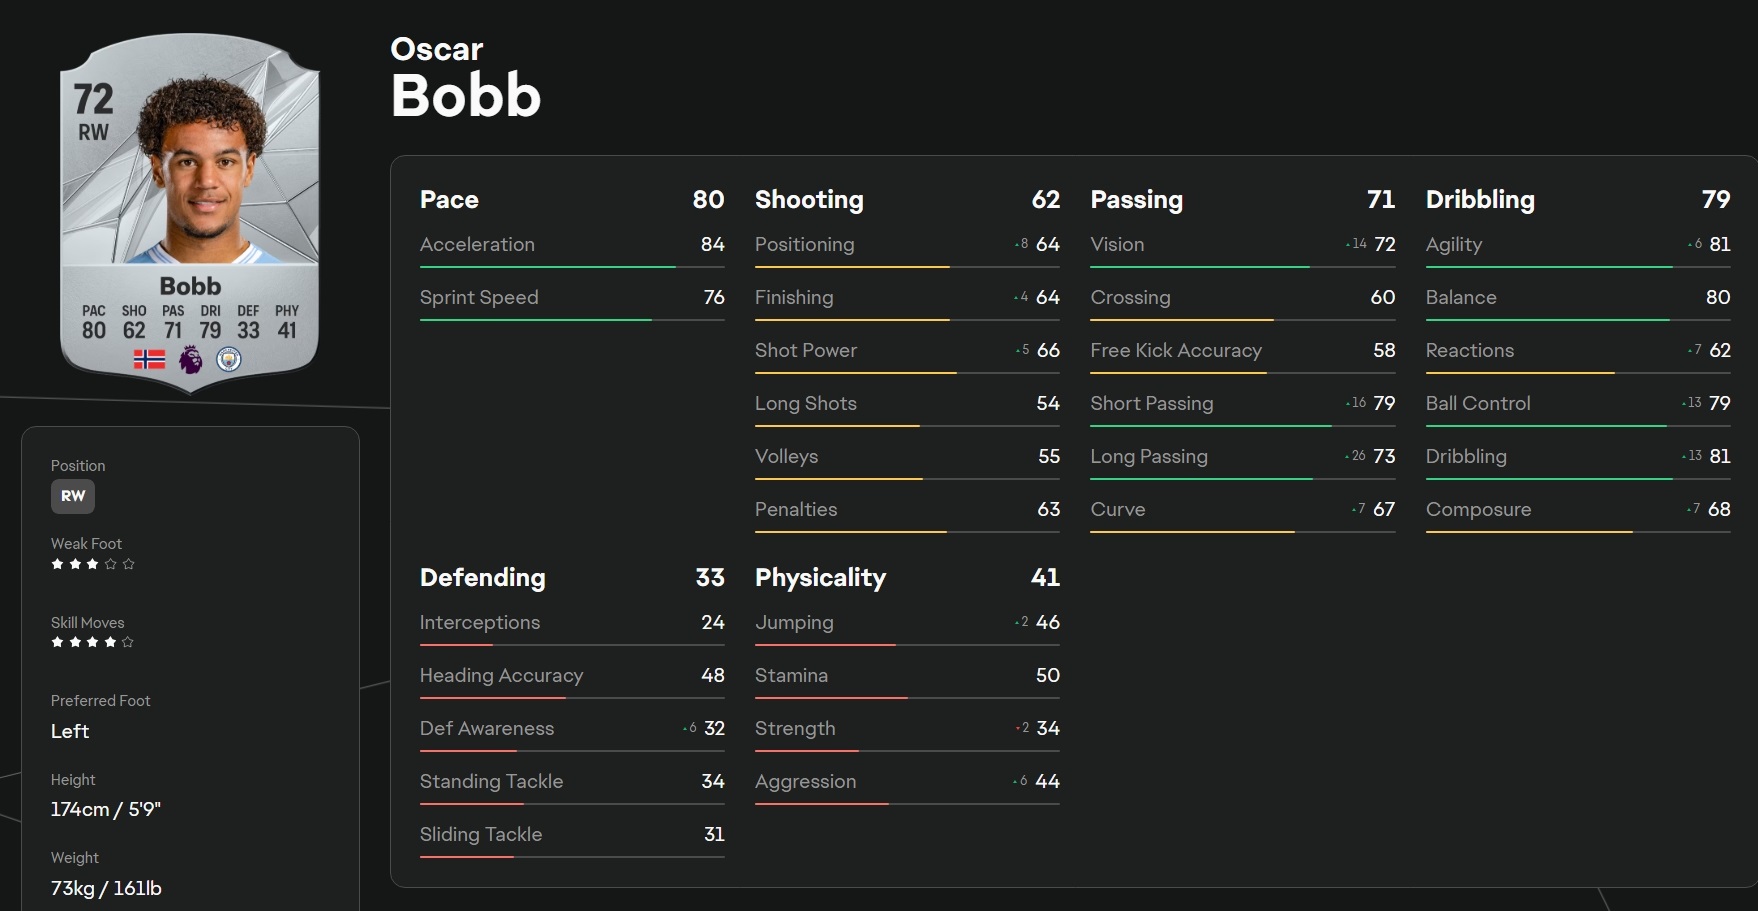 72
RW
Bobb
PAC SHO PAS DRI DEF PHY
80 62 71 79 33 41
Oscar
Bobb
Position
RW
Weak Foot
Skill Moves
Preferred Foot
Left
Height
174cm / 5'9"
Weight
73kg / 161lb
Pace 80
Acceleration 84
Sprint Speed 76
Shooting 62
Positioning 8 64
Finishing 4 64
Shot Power 5 66
Long Shots 54
Volleys 55
Penalties 63
Passing 71
Vision 14 72
Crossing 60
Free Kick Accuracy 58
Short Passing 16 79
Long Passing 26 73
Curve 7 67
Dribbling 79
Agility 6 81
Balance 80
Reactions 7 62
Ball Control 13 79
Dribbling 13 81
Composure 7 68
Defending 33
Interceptions 24
Heading Accuracy 48
Def Awareness 6 32
Standing Tackle 34
Sliding Tackle 31
Physicality 41
Jumping 2 46
Stamina 50
Strength 2 34
Aggression 6 44